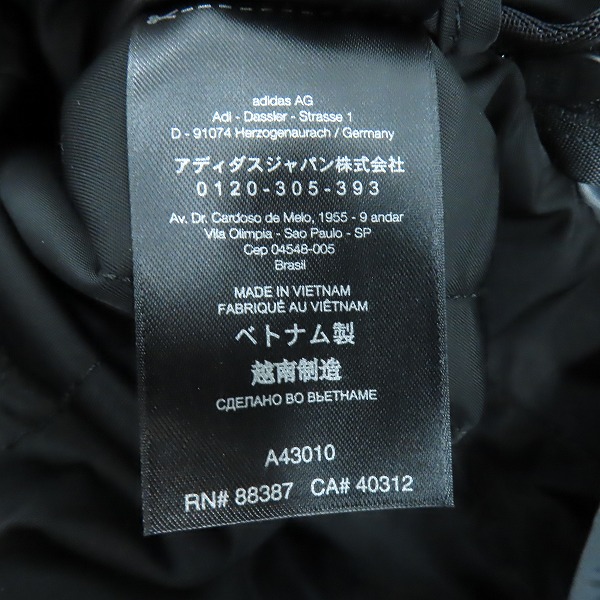 adidas AG
Adi - Dassler - Strasse 1
D - 91074 Herzogenaurach / Germany
アディダスジャパン株式会社
0120-305-393
Av. Dr. Cardoso de Melo, 1955 - 9 andar
Vila Olimpia - Sao Paulo - SP
Cep 04548-005
Brasil
MADE IN VIETNAM
FABRIQUÉ AU VIÊTNAM
ベトナム製
越南制造
СДЕЛАНО ВО ВЬЕТНАМЕ
A43010
RN# 88387 CA# 40312